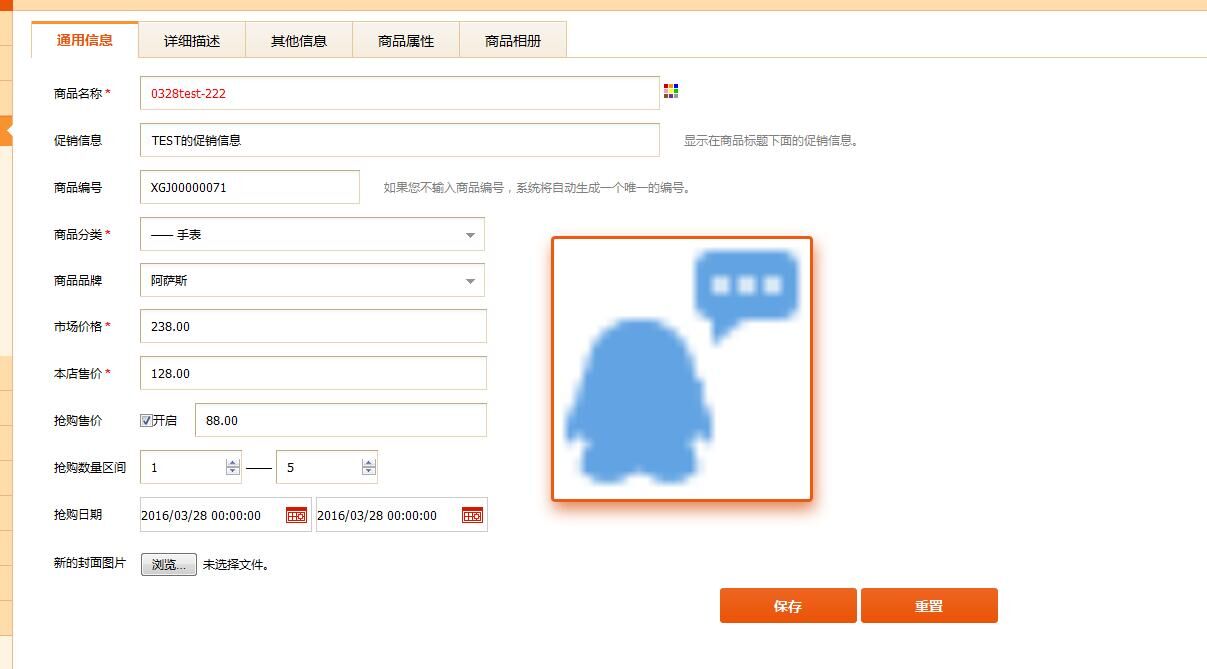 通用信息 详细描述 其他信息 商品属性 商品相册
商品名称* 0328test-222
促销信息 TEST的促销信息 显示在商品标题下面的促销信息。
商品编号 XGJ00000071 如果您不输入商品编号，系统将自动生成一个唯一的编号。
商品分类* —— 手表
商品品牌 阿萨斯
市场价格* 238.00
本店售价* 128.00
抢购售价 开启 88.00
抢购数量区间 1 —— 5
抢购日期 2016/03/28 00:00:00 2016/03/28 00:00:00
新的封面图片 浏览... 未选择文件。
保存 重置